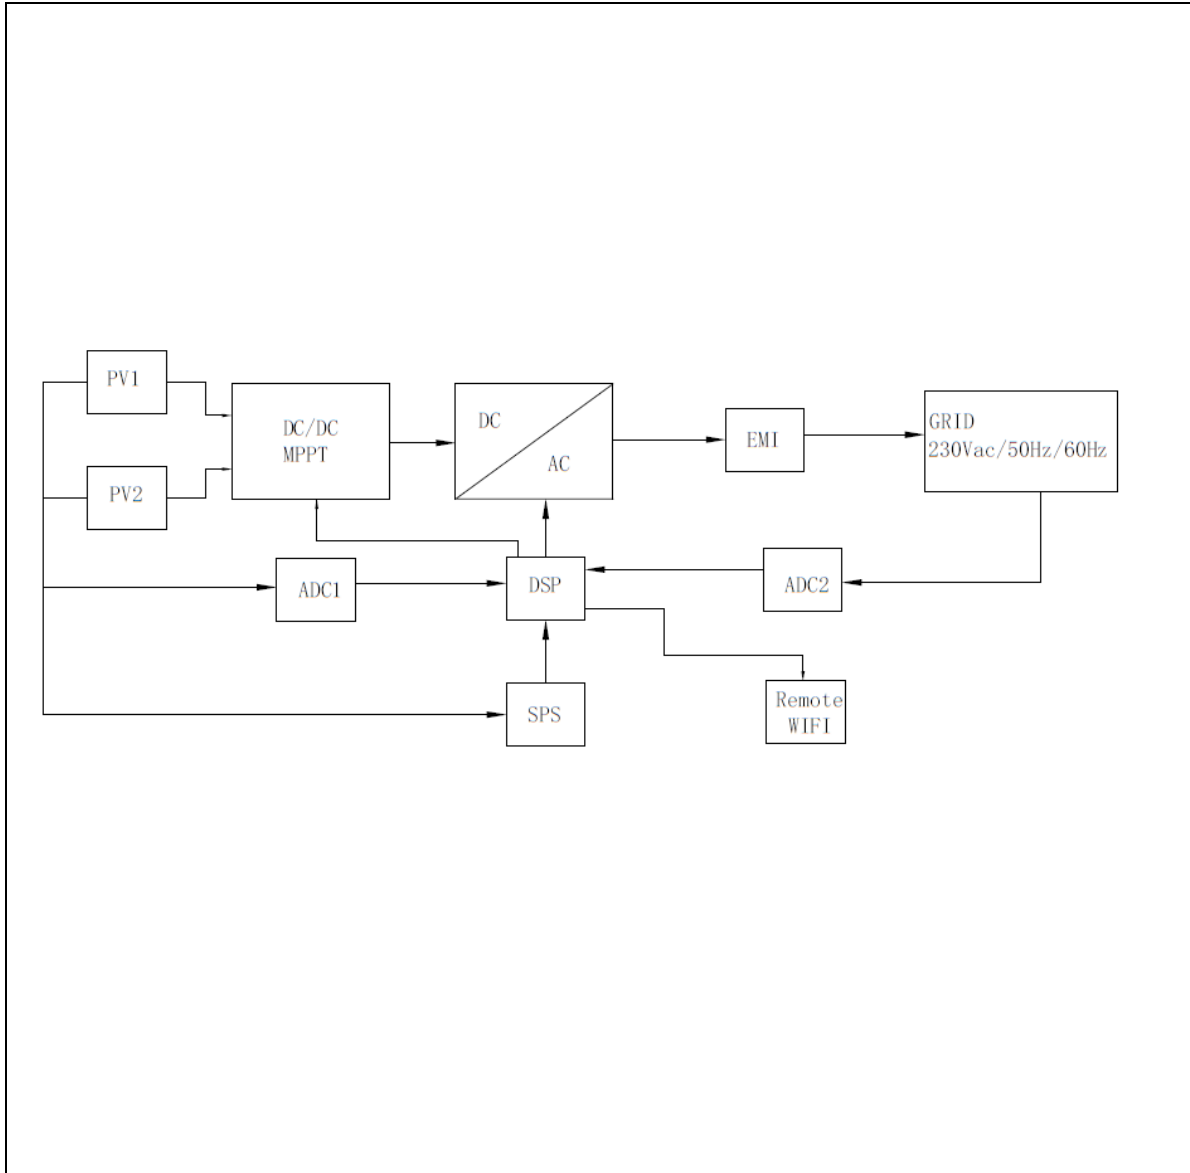 PV1
DC/DC
MPPT
DC
AC
EMI
GRID
230Vac/50Hz/60Hz
PV2
ADC1
DSP
ADC2
SPS
Remote
WIFI